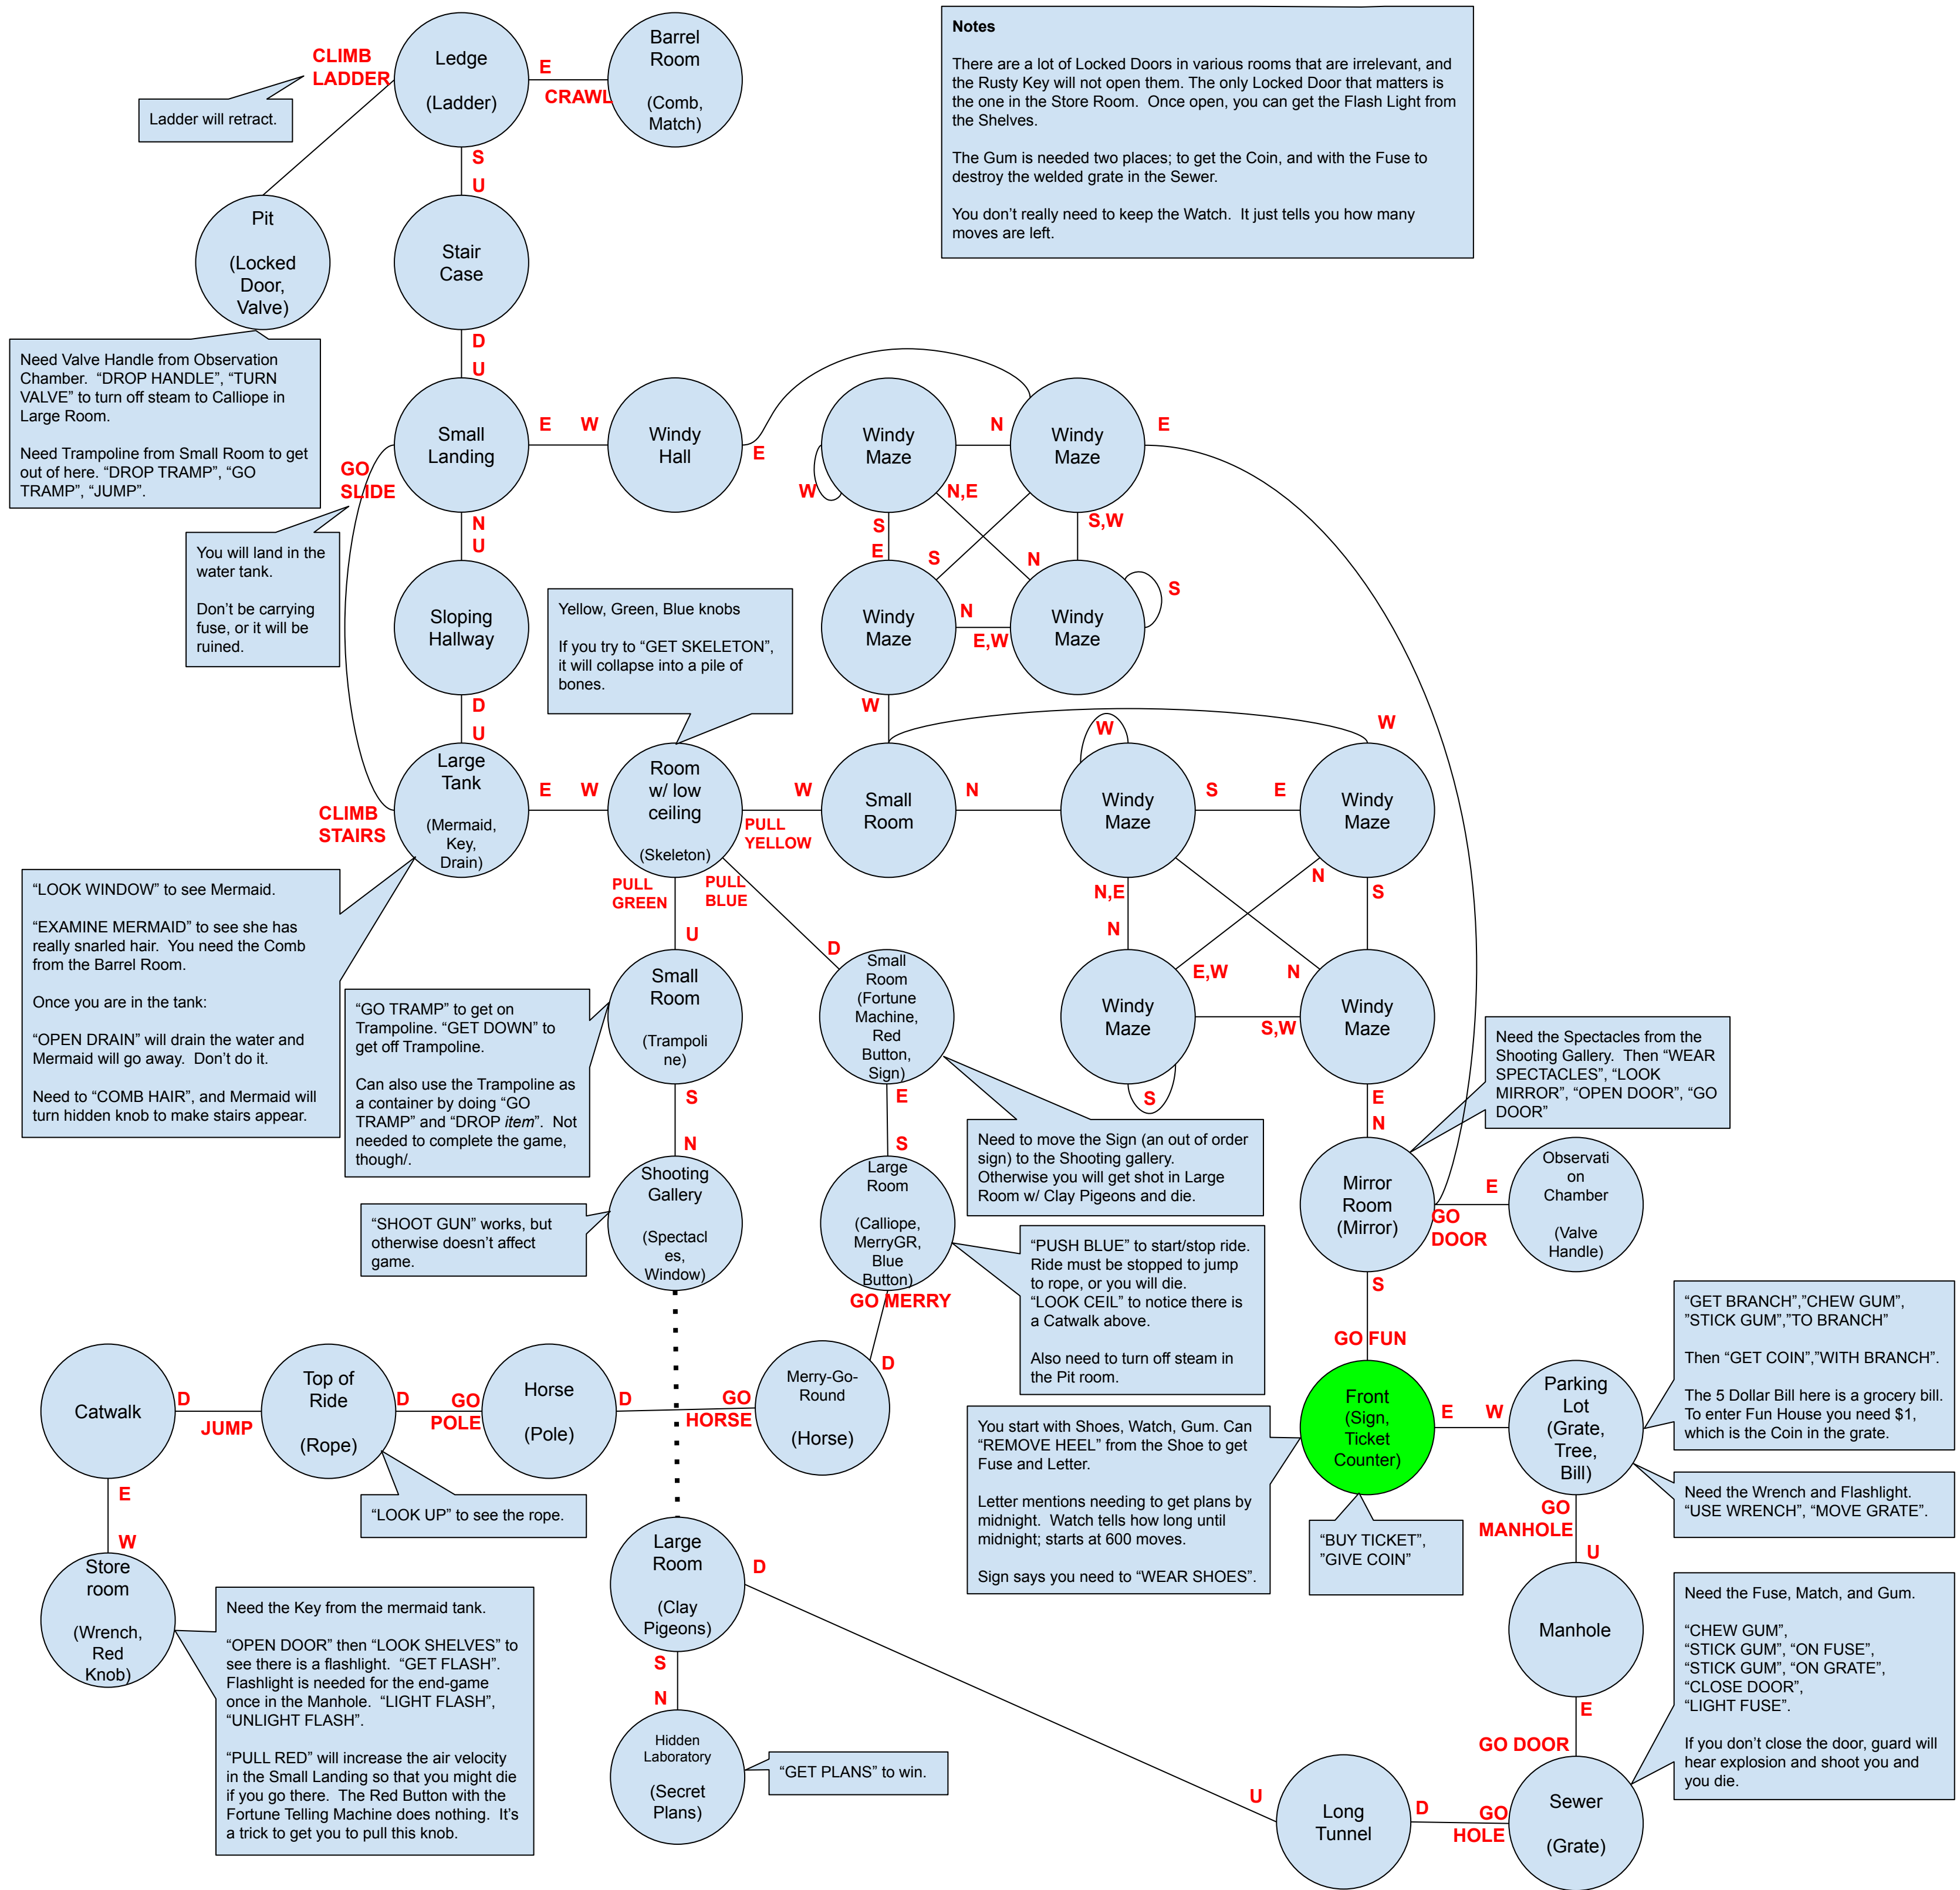 Notes
There are a lot of Locked Doors in various rooms that are irrelevant, and
the Rusty Key will not open them. The only Locked Door that matters is
the one in the Store Room.  Once open, you can get the Flash Light from
the Shelves.
The Gum is needed two places; to get the Coin, and with the Fuse to
destroy the welded grate in the Sewer.
You don't really need to keep the Watch.  It just tells you how many
moves are left.
CLIMB
LADDER
Ladder will retract.
Ledge
(Ladder)
E
CRAWL
Barrel
Room
(Comb,
Match)
S
U
Pit
(Locked
Door,
Valve)
Stair
Case
D
U
Need Valve Handle from Observation
Chamber.  “DROP HANDLE”, “TURN
VALVE” to turn off steam to Calliope in
Large Room.
Need Trampoline from Small Room to get
out of here. “DROP TRAMP”, “GO
TRAMP”, “JUMP”.
Small
Landing
E
W
Windy
Hall
E
Windy
Maze
N
Windy
Maze
E
GO
SLIDE
W
N,E
S,W
You will land in the
water tank.
Don't be carrying
fuse, or it will be
ruined.
N
U
S
E
S
N
Sloping
Hallway
Yellow, Green, Blue knobs
If you try to “GET SKELETON”,
it will collapse into a pile of
bones.
Windy
Maze
N
E,W
Windy
Maze
S
D
U
W
W
W
Large
Tank
(Mermaid,
Key,
Drain)
E
W
CLIMB
STAIRS
Room
w/ low
ceiling
(Skeleton)
W
PULL
YELLOW
Small
Room
N
Windy
Maze
S
E
Windy
Maze
“LOOK WINDOW” to see Mermaid.
“EXAMINE MERMAID” to see she has
really snarled hair.  You need the Comb
from the Barrel Room.
Once you are in the tank:
“OPEN DRAIN” will drain the water and
Mermaid will go away.  Don't do it.
Need to “COMB HAIR”, and Mermaid will
turn hidden knob to make stairs appear.
PULL
GREEN
PULL
BLUE
N,E
N
S
U
D
N
E,W
N
“GO TRAMP” to get on
Trampoline. “GET DOWN” to
get off Trampoline.
Can also use the Trampoline as
a container by doing “GO
TRAMP” and “DROP item”.  Not
needed to complete the game,
though/.
Small
Room
(Trampoli
ne)
Small
Room
(Fortune
Machine,
Red
Button,
Sign)
Windy
Maze
S,W
Windy
Maze
S
Need the Spectacles from the
Shooting Gallery.  Then “WEAR
SPECTACLES”, “LOOK
MIRROR”, “OPEN DOOR”, “GO
DOOR”
S
N
E
S
E
N
Need to move the Sign (an out of order
sign) to the Shooting gallery.
Otherwise you will get shot in Large
Room w/ Clay Pigeons and die.
“SHOOT GUN” works, but
otherwise doesn't affect
game.
Shooting
Gallery
(Spectacl
es,
Window)
Large
Room
(Calliope,
MerryGR,
Blue
Button)
GO MERRY
“PUSH BLUE” to start/stop ride.
Ride must be stopped to jump
to rope, or you will die.
“LOOK CEIL” to notice there is
a Catwalk above.
Also need to turn off steam in
the Pit room.
Mirror
Room
(Mirror)
E
GO
DOOR
Observati
on
Chamber
(Valve
Handle)
S
GO FUN
“GET BRANCH”,“CHEW GUM”,
”STICK GUM”,”TO BRANCH”
Then “GET COIN”,”WITH BRANCH”.
The 5 Dollar Bill here is a grocery bill.
To enter Fun House you need $1,
which is the Coin in the grate.
Catwalk
D
JUMP
Top of
Ride
(Rope)
D
GO
POLE
Horse
(Pole)
D
GO
HORSE
D
Merry-Go-
Round
(Horse)
You start with Shoes, Watch, Gum. Can
“REMOVE HEEL” from the Shoe to get
Fuse and Letter.
Letter mentions needing to get plans by
midnight.  Watch tells how long until
midnight; starts at 600 moves.
Sign says you need to “WEAR SHOES”.
Front
(Sign,
Ticket
Counter)
E
W
Parking
Lot
(Grate,
Tree,
Bill)
“LOOK UP” to see the rope.
“BUY TICKET”,
”GIVE COIN”
Need the Wrench and Flashlight.
“USE WRENCH”, “MOVE GRATE”.
GO
MANHOLE
U
E
W
Store
room
(Wrench,
Red
Knob)
Need the Key from the mermaid tank.
“OPEN DOOR” then “LOOK SHELVES” to
see there is a flashlight.  “GET FLASH”.
Flashlight is needed for the end-game
once in the Manhole.  “LIGHT FLASH”,
“UNLIGHT FLASH”.
“PULL RED” will increase the air velocity
in the Small Landing so that you might die
if you go there.  The Red Button with the
Fortune Telling Machine does nothing.  It's
a trick to get you to pull this knob.
Large
Room
(Clay
Pigeons)
D
S
N
Manhole
E
GO DOOR
Need the Fuse, Match, and Gum.
“CHEW GUM”,
“STICK GUM”, “ON FUSE”,
“STICK GUM”, “ON GRATE”,
“CLOSE DOOR”,
“LIGHT FUSE”.
If you don't close the door, guard will
hear explosion and shoot you and
you die.
Hidden
Laboratory
(Secret
Plans)
“GET PLANS” to win.
U
Long
Tunnel
D
GO
HOLE
Sewer
(Grate)